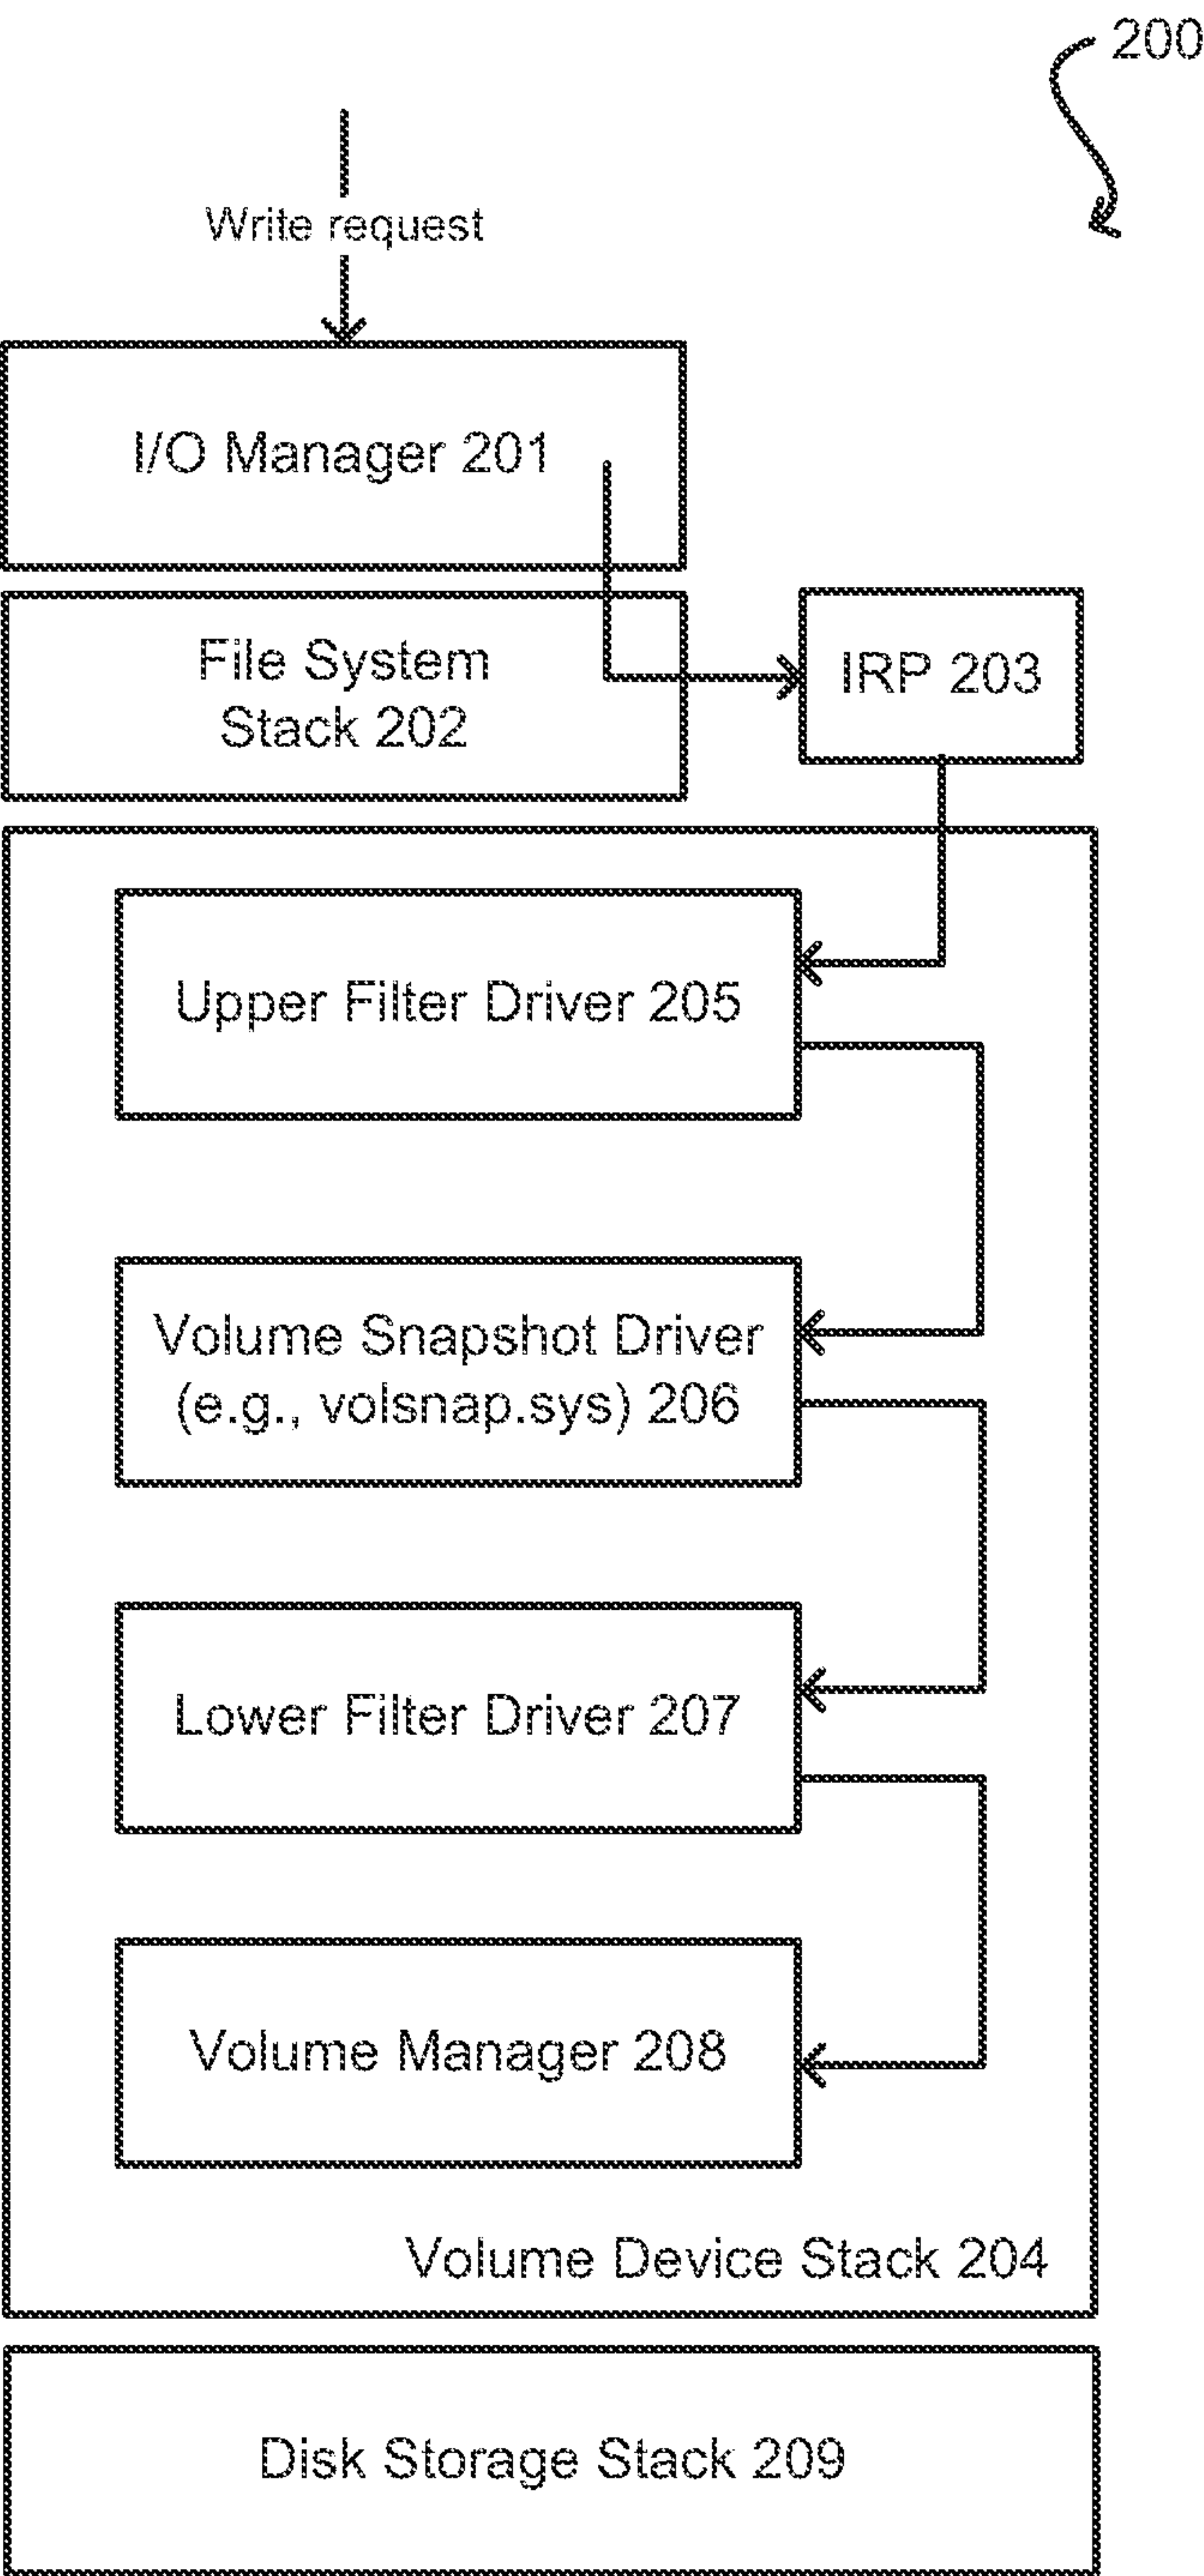 200
Write request
I/O Manager 201
File System
Stack 202
IRP 203
Upper Filter Driver 205
Volume Snapshot Driver
(e.g., volsnap.sys) 206
Lower Filter Driver 207
Volume Manager 208
Volume Device Stack 204
Disk Storage Stack 209